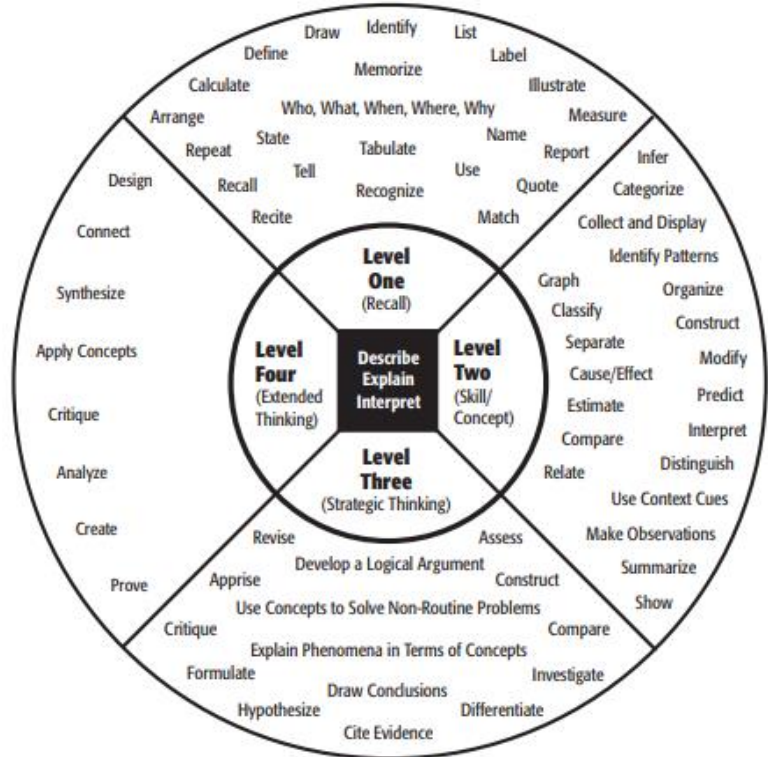 Draw
Identify
List
Define
Label
Memorize
Calculate
Illustrate
Who, What, When, Where, Why
Arrange
Measure
State
Name
Repeat
Tabulate
Report
Tell
Use
Recall
Recognize
Quote
Recite
Match
Level
One
(Recall)
Infer
Categorize
Collect and Display
Identify Patterns
Graph
Organize
Classify
Construct
Separate
Modify
Cause/Effect
Predict
Estimate
Interpret
Compare
Distinguish
Relate
Use Context Cues
Make Observations
Summarize
Show
Level
Two
(Skill/
Concept)
Describe
Explain
Interpret
Level
Three
(Strategic Thinking)
Revise
Assess
Develop a Logical Argument
Apprise
Construct
Use Concepts to Solve Non-Routine Problems
Critique
Compare
Explain Phenomena in Terms of Concepts
Formulate
Investigate
Draw Conclusions
Hypothesize
Differentiate
Cite Evidence
Level
Four
(Extended
Thinking)
Design
Connect
Synthesize
Apply Concepts
Critique
Analyze
Create
Prove